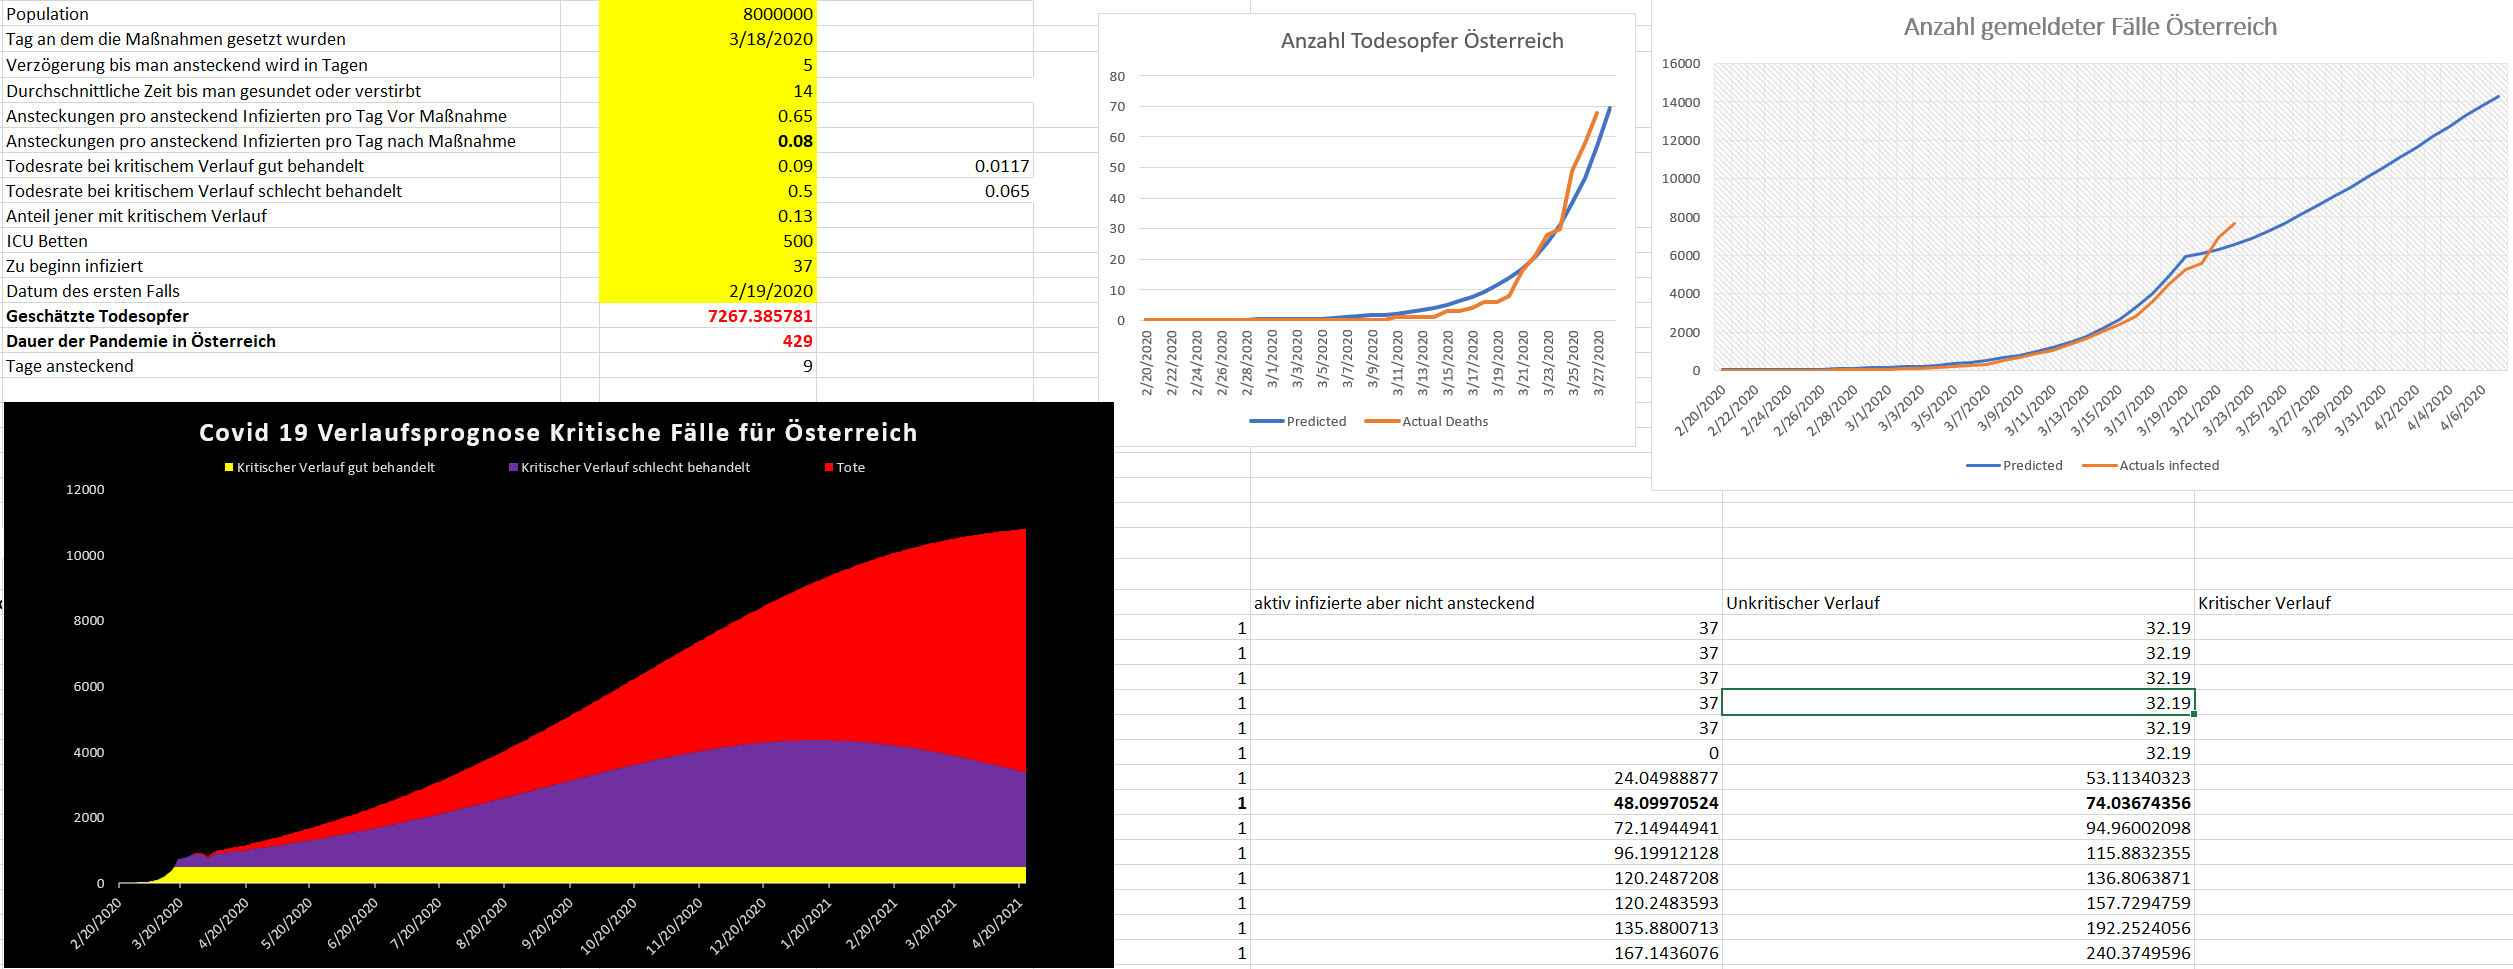 Population 8000000
Tag an dem die Maßnahmen gesetzt wurden 3/18/2020
Verzögerung bis man ansteckend wird in Tagen 5
Durchschnittliche Zeit bis man gesundet oder verstirbt 14
Ansteckungen pro ansteckend Infizierten pro Tag Vor Maßnahme 0.65
Ansteckungen pro ansteckend Infizierten pro Tag nach Maßnahme 0.08
Todesrate bei kritischem Verlauf gut behandelt 0.09 0.0117
Todesrate bei kritischem Verlauf schlecht behandelt 0.5 0.065
Anteil jener mit kritischem Verlauf 0.13
ICU Betten 500
Zu beginn infiziert 37
Datum des ersten Falls 2/19/2020
Geschätzte Todesopfer 7267.385781
Dauer der Pandemie in Österreich 429
Tage ansteckend 9
Anzahl Todesopfer Österreich
80
70
60
50
40
30
20
10
0
2/20/2020 2/22/2020 2/24/2020 2/26/2020 2/28/2020 3/1/2020 3/3/2020 3/5/2020 3/7/2020 3/9/2020 3/11/2020 3/13/2020 3/15/2020 3/17/2020 3/19/2020 3/21/2020 3/23/2020 3/25/2020 3/27/2020
Predicted Actual Deaths
Anzahl gemeldeter Fälle Österreich
16000
14000
12000
10000
8000
6000
4000
2000
0
2/20/2020 2/22/2020 2/24/2020 2/26/2020 2/28/2020 3/1/2020 3/3/2020 3/5/2020 3/7/2020 3/9/2020 3/11/2020 3/13/2020 3/15/2020 3/17/2020 3/19/2020 3/21/2020 3/23/2020 3/25/2020 3/27/2020 3/29/2020 3/31/2020 4/2/2020 4/4/2020 4/6/2020
Predicted Actuals infected
Covid 19 Verlaufsprognose Kritische Fälle für Österreich
Kritischer Verlauf gut behandelt Kritischer Verlauf schlecht behandelt Tote
12000
10000
8000
6000
4000
2000
0
2/20/2020 3/20/2020 4/20/2020 5/20/2020 6/20/2020 7/20/2020 8/20/2020 9/20/2020 10/20/2020 11/20/2020 12/20/2020 1/20/2021 2/20/2021 3/20/2021 4/20/2021
aktiv infizierte aber nicht ansteckend Unkritischer Verlauf Kritischer Verlauf
1 37 32.19
1 37 32.19
1 37 32.19
1 37 32.19
1 37 32.19
1 0 32.19
1 24.04988877 53.11340323
1 48.09970524 74.03674356
1 72.14944941 94.96002098
1 96.19912128 115.8832355
1 120.2487208 136.8063871
1 120.2483593 157.7294759
1 135.8800713 192.2524056
1 167.1436076 240.3749596